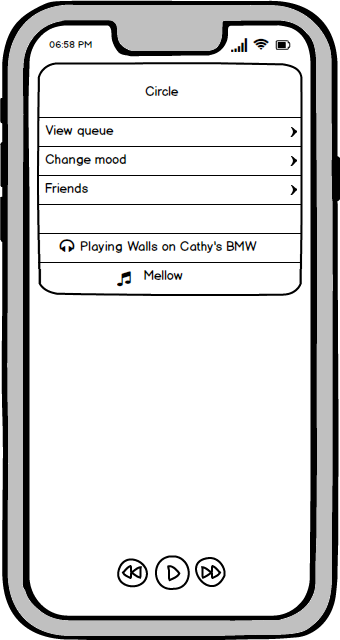 06:58 PM
Circle
View queue
Change mood
Friends
Playing Walls on Cathy's BMW
Mellow